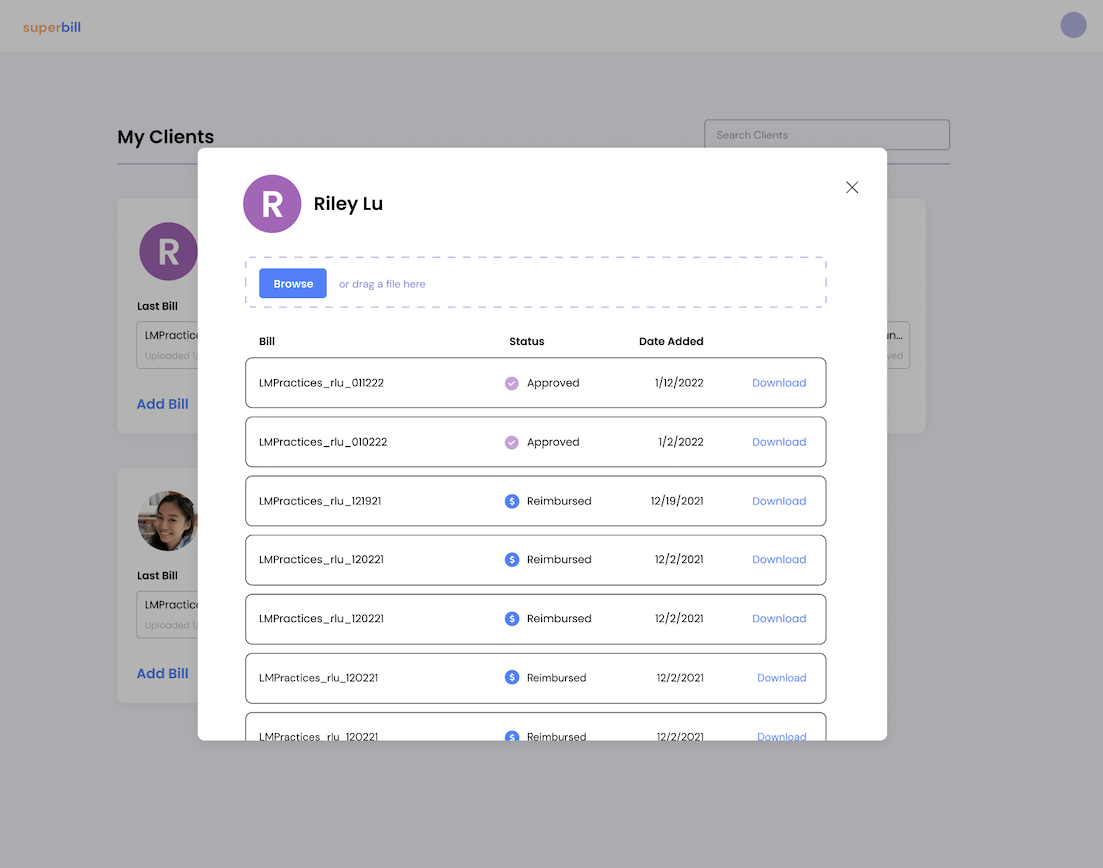 superbill
My Clients
Search Clients
R
Riley Lu
Browse or drag a file here
Bill Status Date Added
LMPractices_rlu_011222 Approved 1/12/2022 Download
LMPractices_rlu_010222 Approved 1/2/2022 Download
LMPractices_rlu_121921 Reimbursed 12/19/2021 Download
LMPractices_rlu_120221 Reimbursed 12/2/2021 Download
LMPractices_rlu_120221 Reimbursed 12/2/2021 Download
LMPractices_rlu_120221 Reimbursed 12/2/2021 Download
LMPractices_rlu_120221 Reimbursed 12/2/2021 Download
R
Last Bill
LMPractice
Uploaded 1/
Add Bill
Last Bill
LMPractice
Uploaded 1/
Add Bill